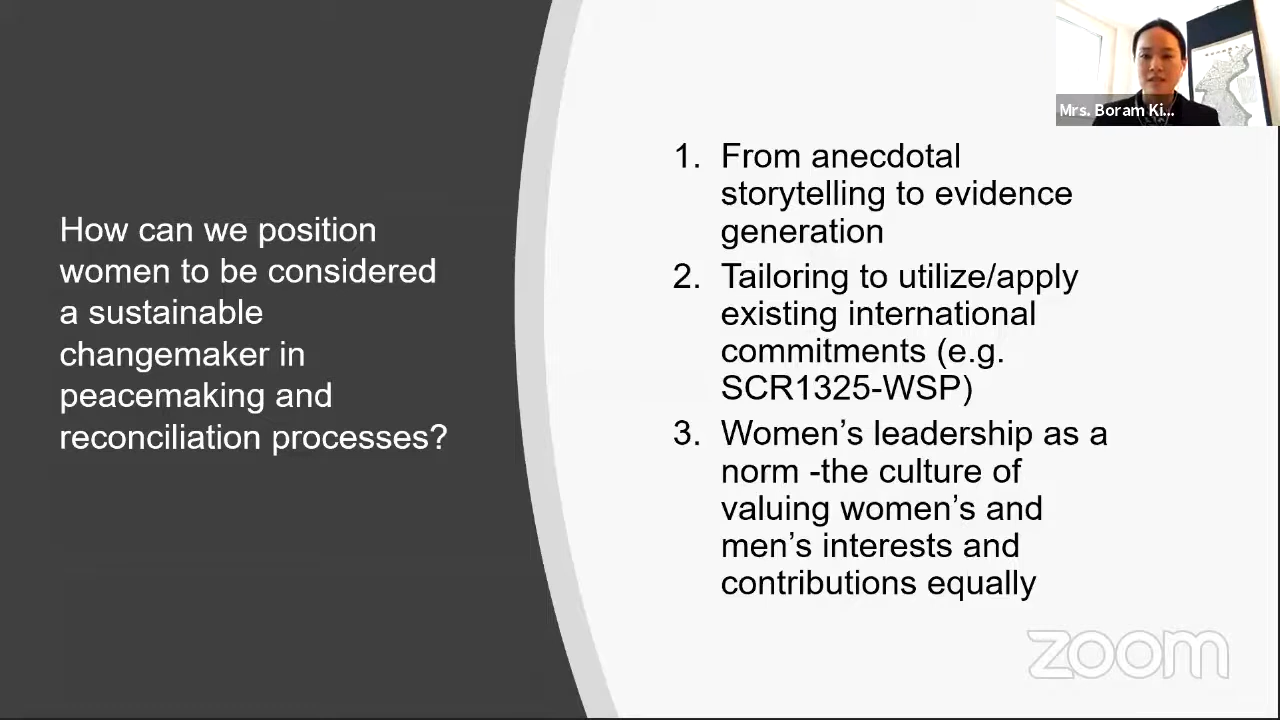 Mrs. Boram Ki...
How can we position
women to be considered
a sustainable
changemaker in
peacemaking and
reconciliation processes?
1. From anecdotal
storytelling to evidence
generation
2. Tailoring to utilize/apply
existing international
commitments (e.g.
SCR1325-WSP)
3. Women’s leadership as a
norm -the culture of
valuing women’s and
men’s interests and
contributions equally
zoom